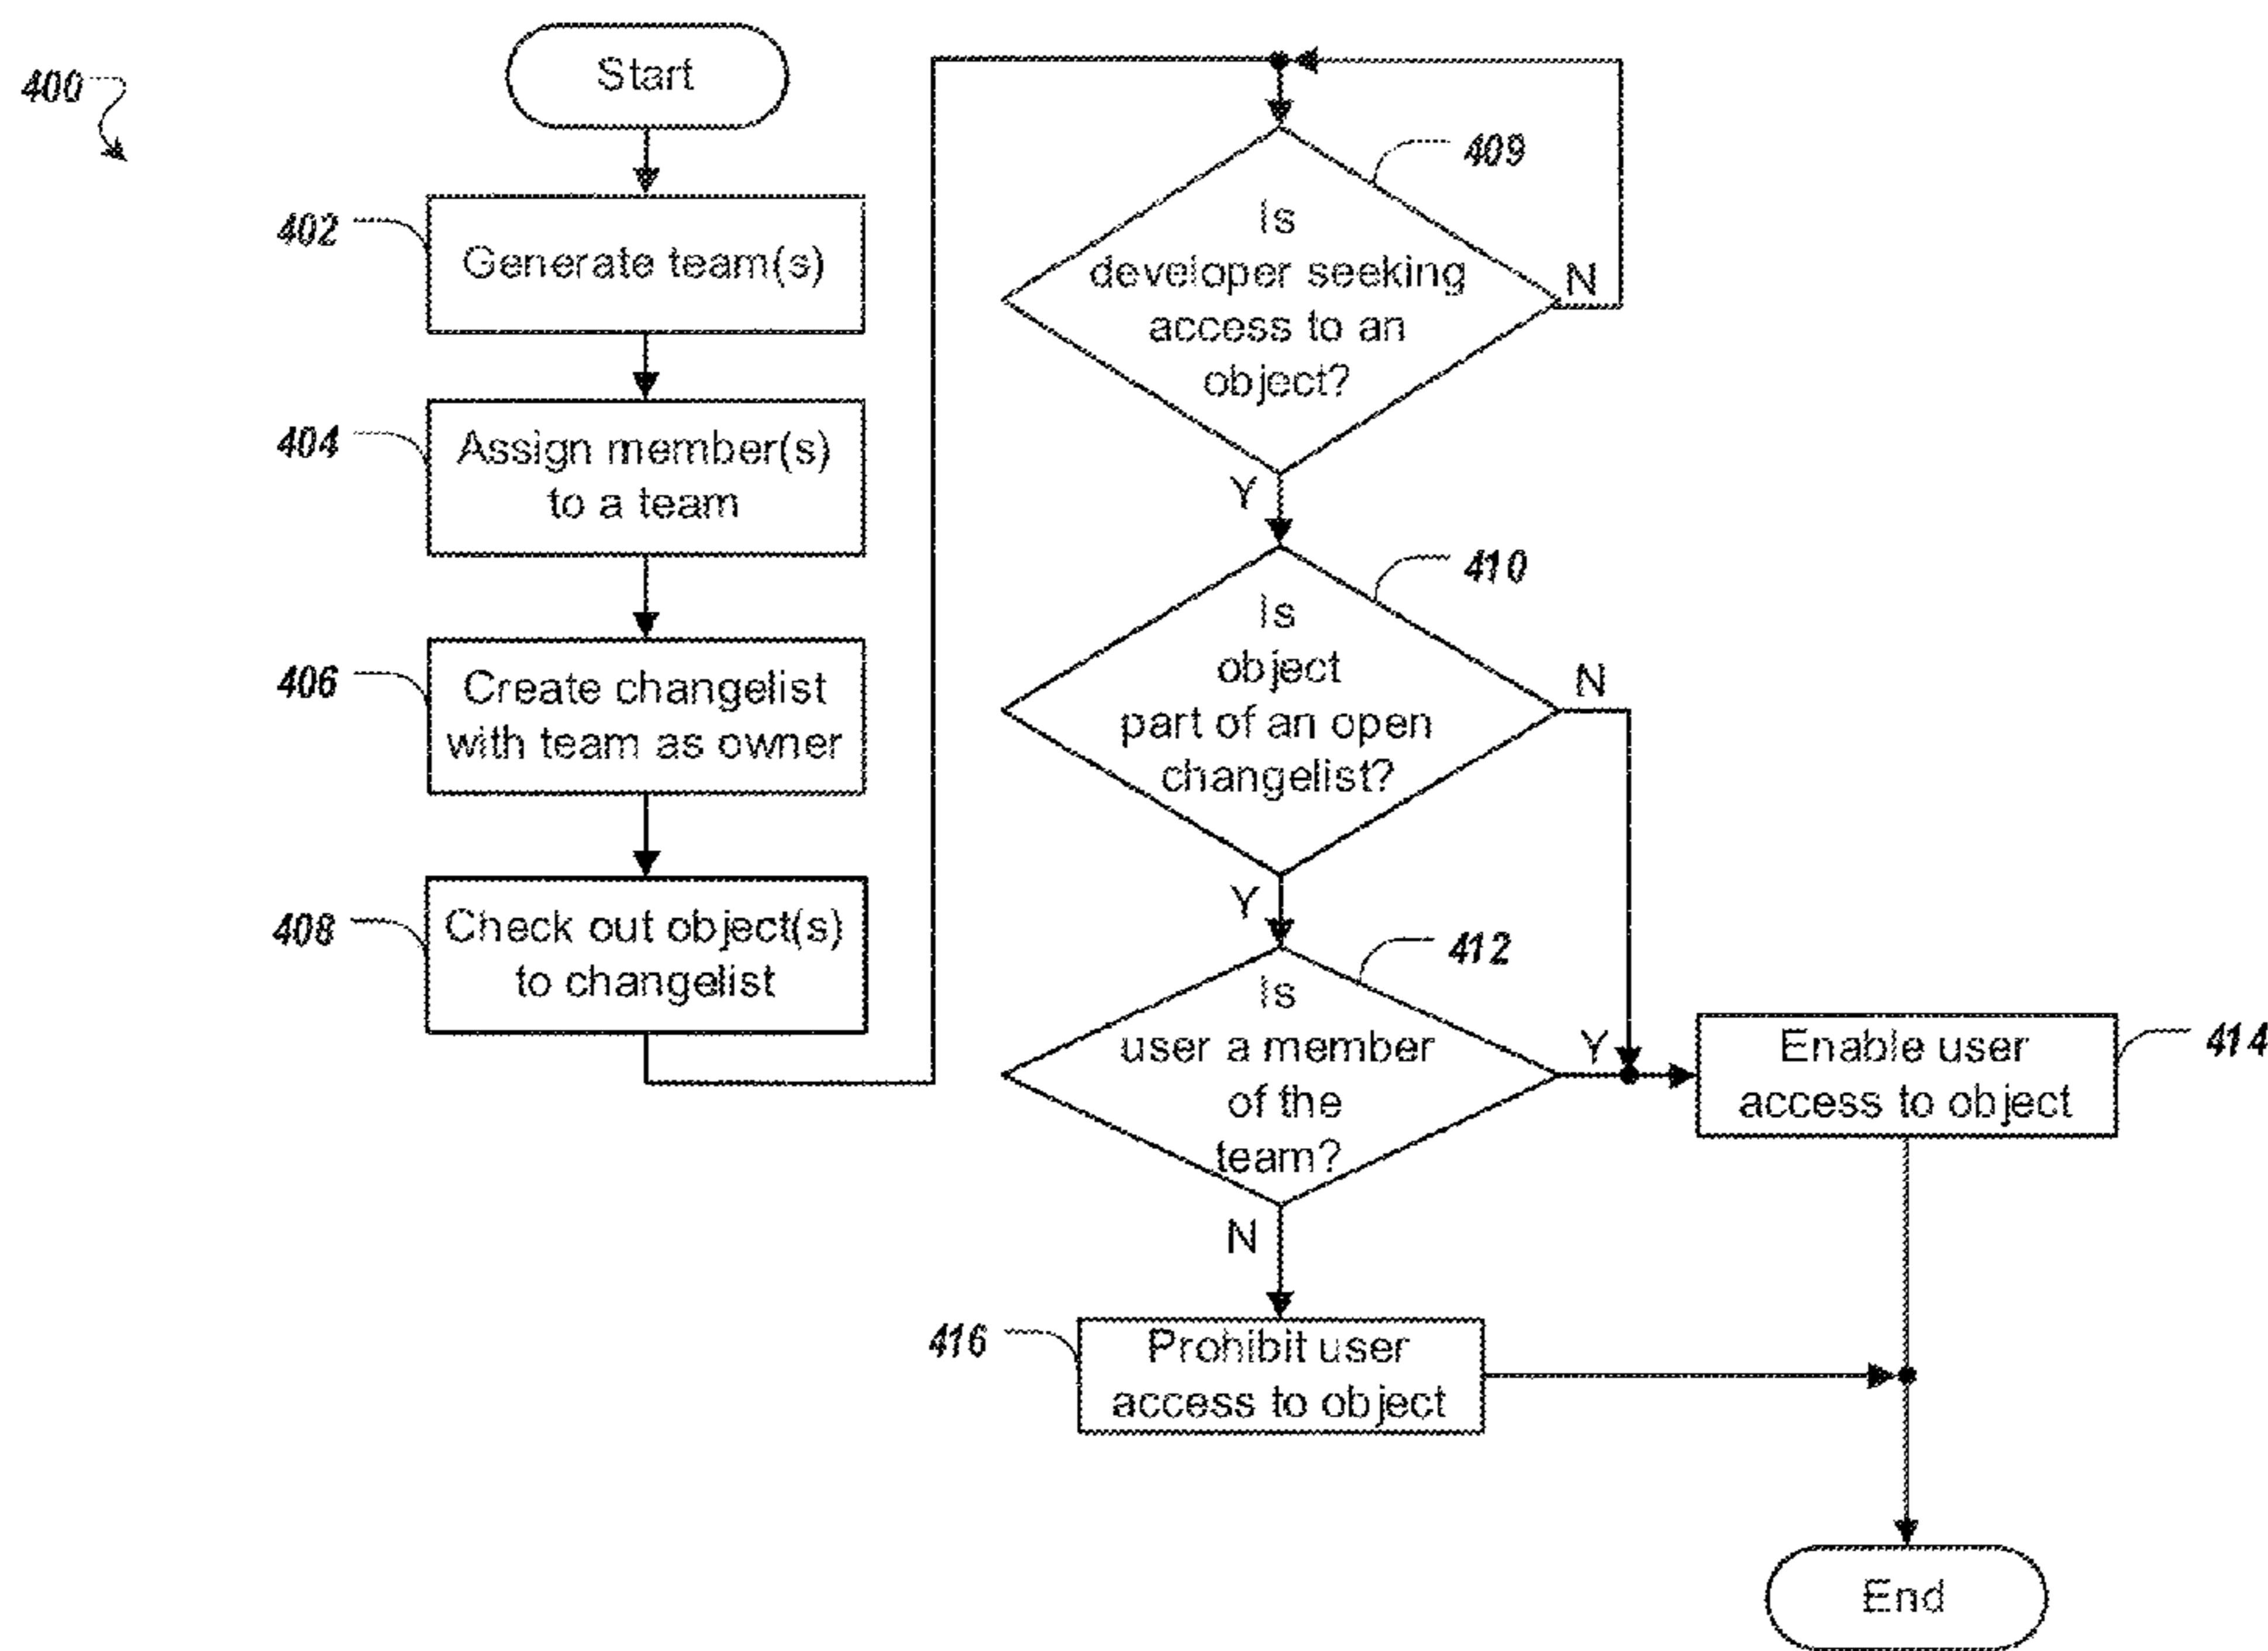 400
Start
402
Generate team(s)
404
Assign member(s)
to a team
406
Create changelist
with team as owner
408
Check out object(s)
to changelist
409
Is
developer seeking
access to an
object?
N
Y
410
Is
object
part of an open
changelist?
N
Y
412
Is
user a member
of the
team?
Y
N
414
Enable user
access to object
416
Prohibit user
access to object
End